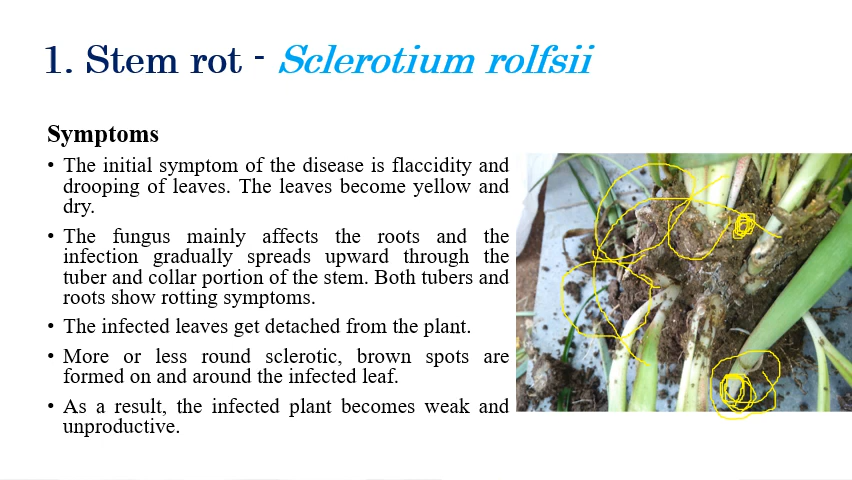 1. Stem rot - Sclerotium rolfsii
Symptoms
• The initial symptom of the disease is flaccidity and
drooping of leaves. The leaves become yellow and
dry.
• The fungus mainly affects the roots and the
infection gradually spreads upward through the
tuber and collar portion of the stem. Both tubers and
roots show rotting symptoms.
• The infected leaves get detached from the plant.
• More or less round sclerotic, brown spots are
formed on and around the infected leaf.
• As a result, the infected plant becomes weak and
unproductive.